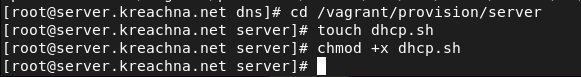 [root@server.kreachna.net dns]# cd /vagrant/provision/server
[root@server.kreachna.net server]# touch dhcp.sh
[root@server.kreachna.net server]# chmod +x dhcp.sh
[root@server.kreachna.net server]#